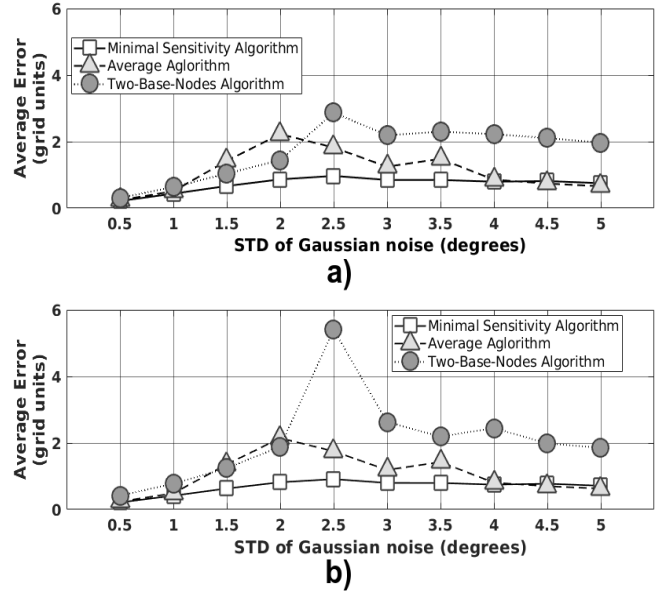 6
4
2
0
Average Error
(grid units)
Minimal Sensitivity Algorithm
Average Aglorithm
Two-Base-Nodes Algorithm
0.5 1 1.5 2 2.5 3 3.5 4 4.5 5
STD of Gaussian noise (degrees)
a)
6
4
2
0
Average Error
(grid units)
Minimal Sensitivity Algorithm
Average Aglorithm
Two-Base-Nodes Algorithm
0.5 1 1.5 2 2.5 3 3.5 4 4.5 5
STD of Gaussian noise (degrees)
b)